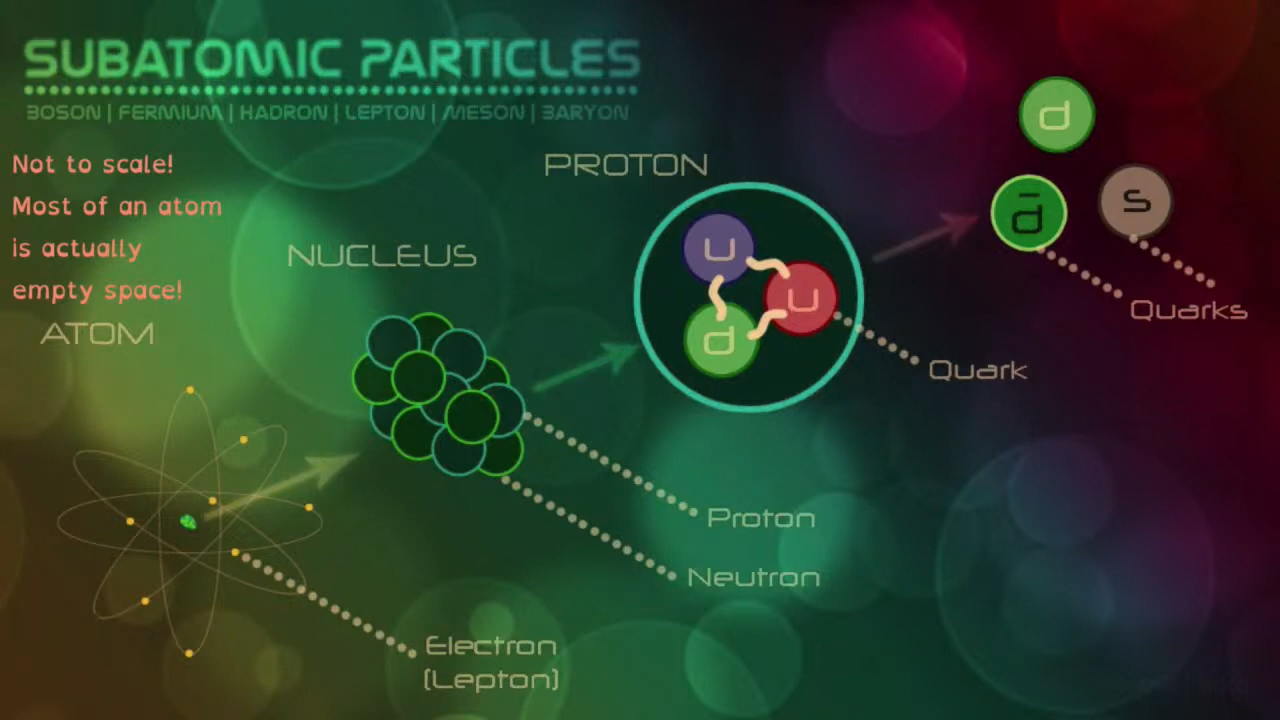 SUBATOMIC PARTICLES
BOSON | FERMIUM | HADRON | LEPTON | MESON | BARYON
Not to scale!
Most of an atom
is actually
empty space!
ATOM
NUCLEUS
PROTON
u
u
d
d
d̄
s
Quarks
Quark
Proton
Neutron
Electron
(Lepton)